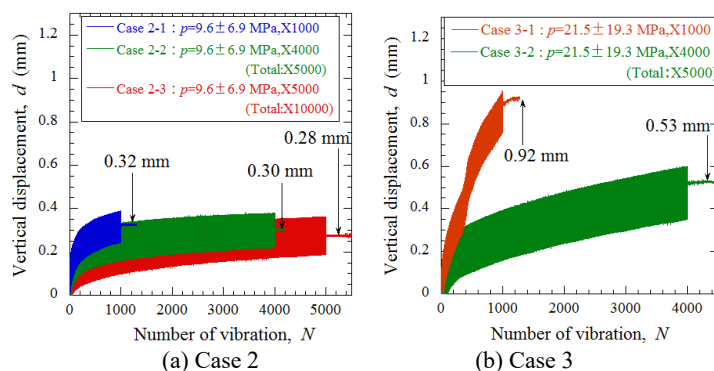 Case 2-1 : p=9.6±6.9 MPa,X1000
Case 2-2 : p=9.6±6.9 MPa,X4000
(Total:X5000)
Case 2-3 : p=9.6±6.9 MPa,X5000
(Total:X10000)
Vertical displacement, d (mm)
1.2
1
0.8
0.6
0.4
0.2
0
0.28 mm
0.32 mm
0.30 mm
0 1000 2000 3000 4000 5000
Number of vibration, N
(a) Case 2
Case 3-1 : p=21.5±19.3 MPa,X1000
Case 3-2 : p=21.5±19.3 MPa,X4000
(Total:X5000)
Vertical displacement, d (mm)
1.2
1
0.8
0.6
0.4
0.2
0
0.53 mm
0.92 mm
0 1000 2000 3000 4000
Number of vibration, N
(b) Case 3